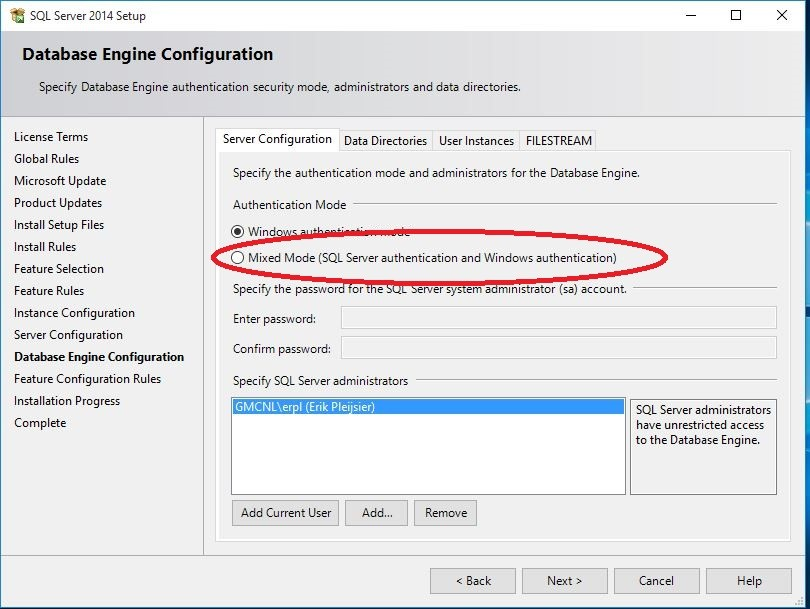 SQL Server 2014 Setup
Database Engine Configuration
Specify Database Engine authentication security mode, administrators and data directories.
License Terms
Global Rules
Microsoft Update
Product Updates
Install Setup Files
Install Rules
Feature Selection
Feature Rules
Instance Configuration
Server Configuration
Database Engine Configuration
Feature Configuration Rules
Installation Progress
Complete
Server Configuration Data Directories User Instances FILESTREAM
Specify the authentication mode and administrators for the Database Engine.
Authentication Mode
Windows authentication mode
Mixed Mode (SQL Server authentication and Windows authentication)
Specify the password for the SQL Server system administrator (sa) account.
Enter password:
Confirm password:
Specify SQL Server administrators
GMCNL\erpl (Erik Pleijsier)
SQL Server administrators
have unrestricted access
to the Database Engine.
Add Current User Add... Remove
< Back Next > Cancel Help